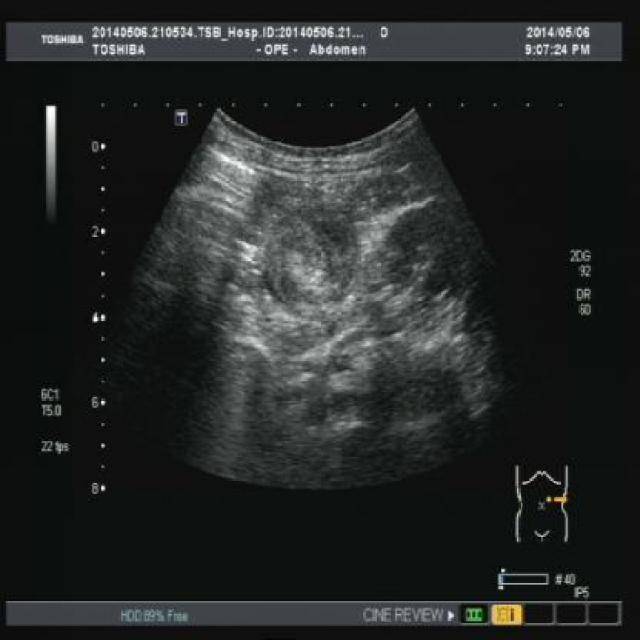 TOSHIBA 20140506.210534.TSB_Hosp.ID:20140506.21... D 2014/05/06
TOSHIBA - OPE - Abdomen 9:07:24 PM
T
0
2
4
6
8
2DG
92
DR
60
6C1
T5.0
22 fps
X
#40
IP5
HDD 89% Free CINE REVIEW